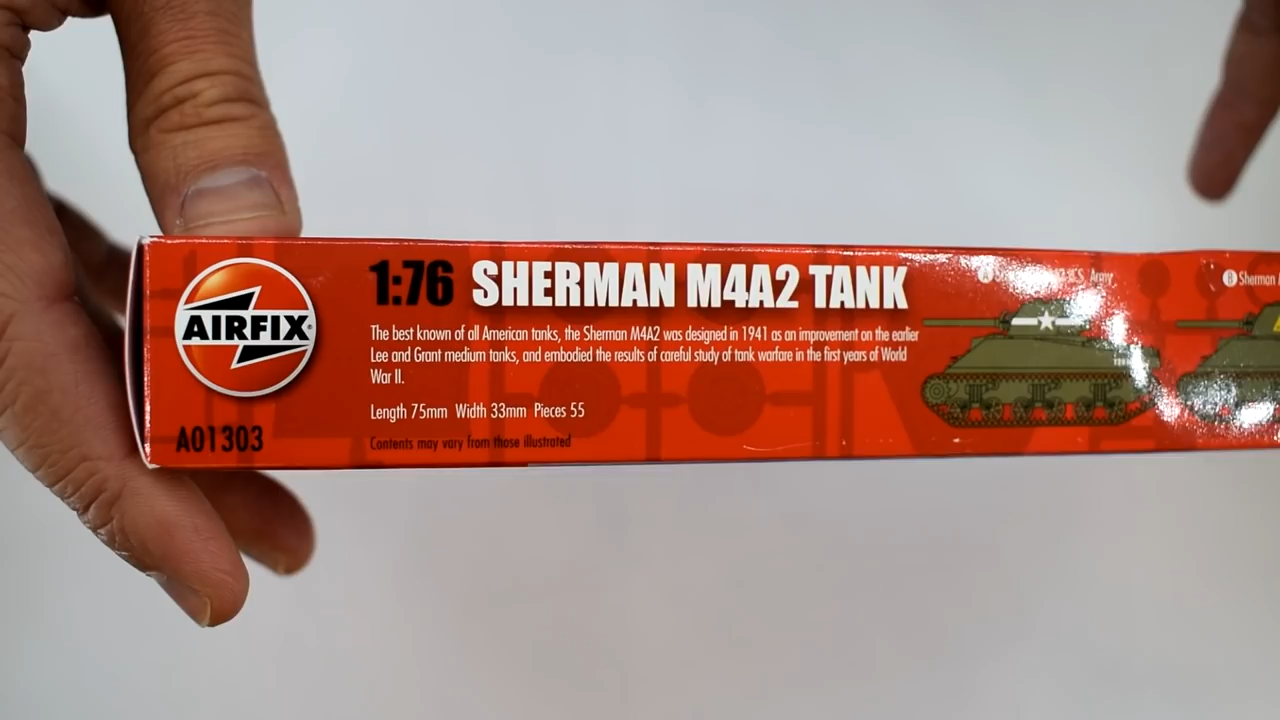 AIRFIX
A01303
1:76 SHERMAN M4A2 TANK
The best known of all American tanks, the Sherman M4A2 was designed in 1941 as an improvement on the earlier
Lee and Grant medium tanks, and embodied the results of careful study of tank warfare in the first years of World
War II.
Length 75mm Width 33mm Pieces 55
Contents may vary from those illustrated
Army
B Sherman